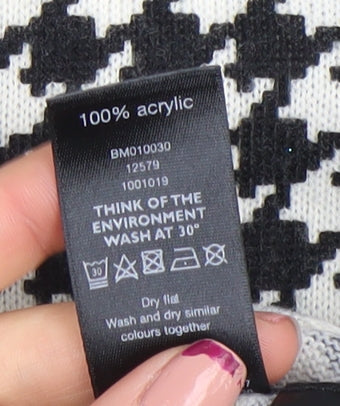 100% acrylic
BM010030
12579
1001019
THINK OF THE
ENVIRONMENT
WASH AT 30°
30
Dry flat
Wash and dry similar
colours together